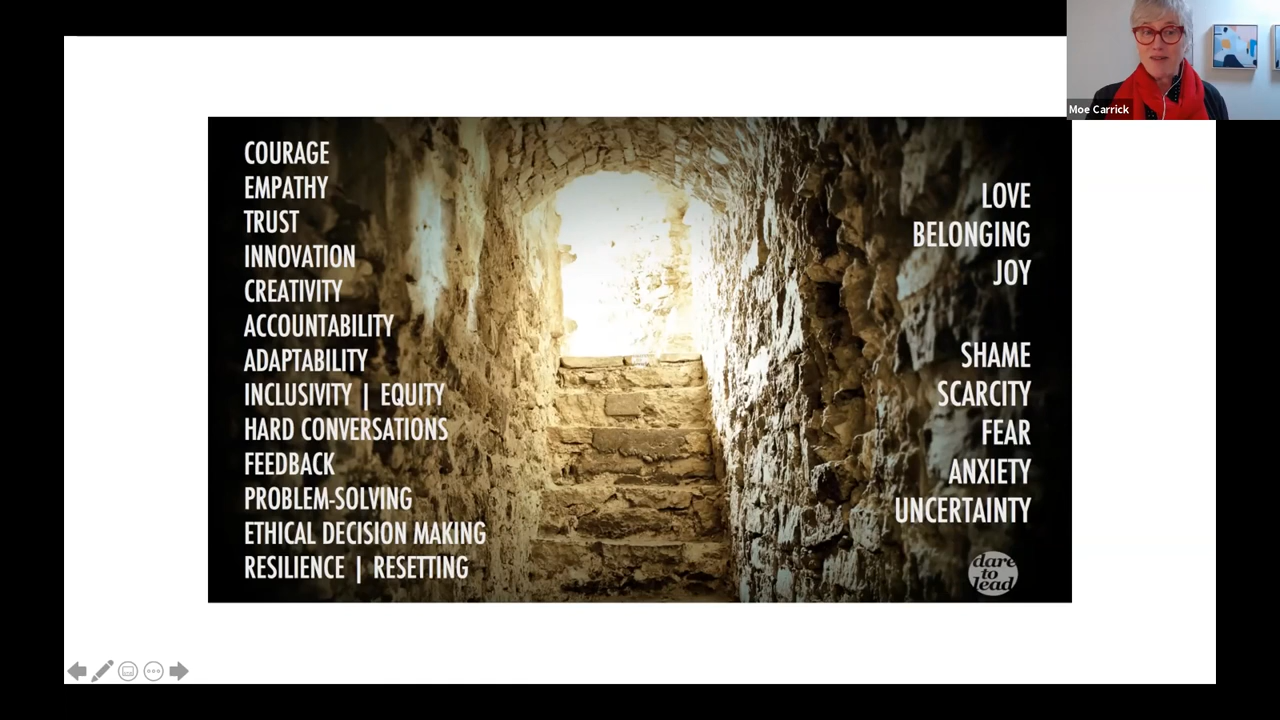 Moe Carrick
COURAGE
EMPATHY
TRUST
INNOVATION
CREATIVITY
ACCOUNTABILITY
ADAPTABILITY
INCLUSIVITY | EQUITY
HARD CONVERSATIONS
FEEDBACK
PROBLEM-SOLVING
ETHICAL DECISION MAKING
RESILIENCE | RESETTING
LOVE
BELONGING
JOY
SHAME
SCARCITY
FEAR
ANXIETY
UNCERTAINTY
dare
to
lead